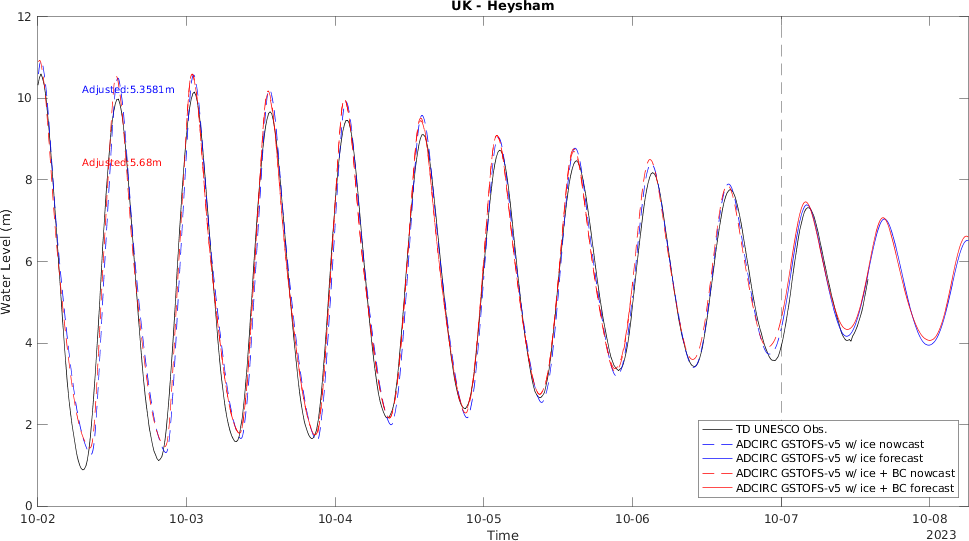 UK - Heysham
12
10
8
6
4
2
0
Water Level (m)
Adjusted:5.3581m
Adjusted:5.68m
TD UNESCO Obs.
ADCIRC GSTOFS-v5 w/ ice nowcast
ADCIRC GSTOFS-v5 w/ ice forecast
ADCIRC GSTOFS-v5 w/ ice + BC nowcast
ADCIRC GSTOFS-v5 w/ ice + BC forecast
10-02 10-03 10-04 10-05 10-06 10-07 10-08
Time
2023